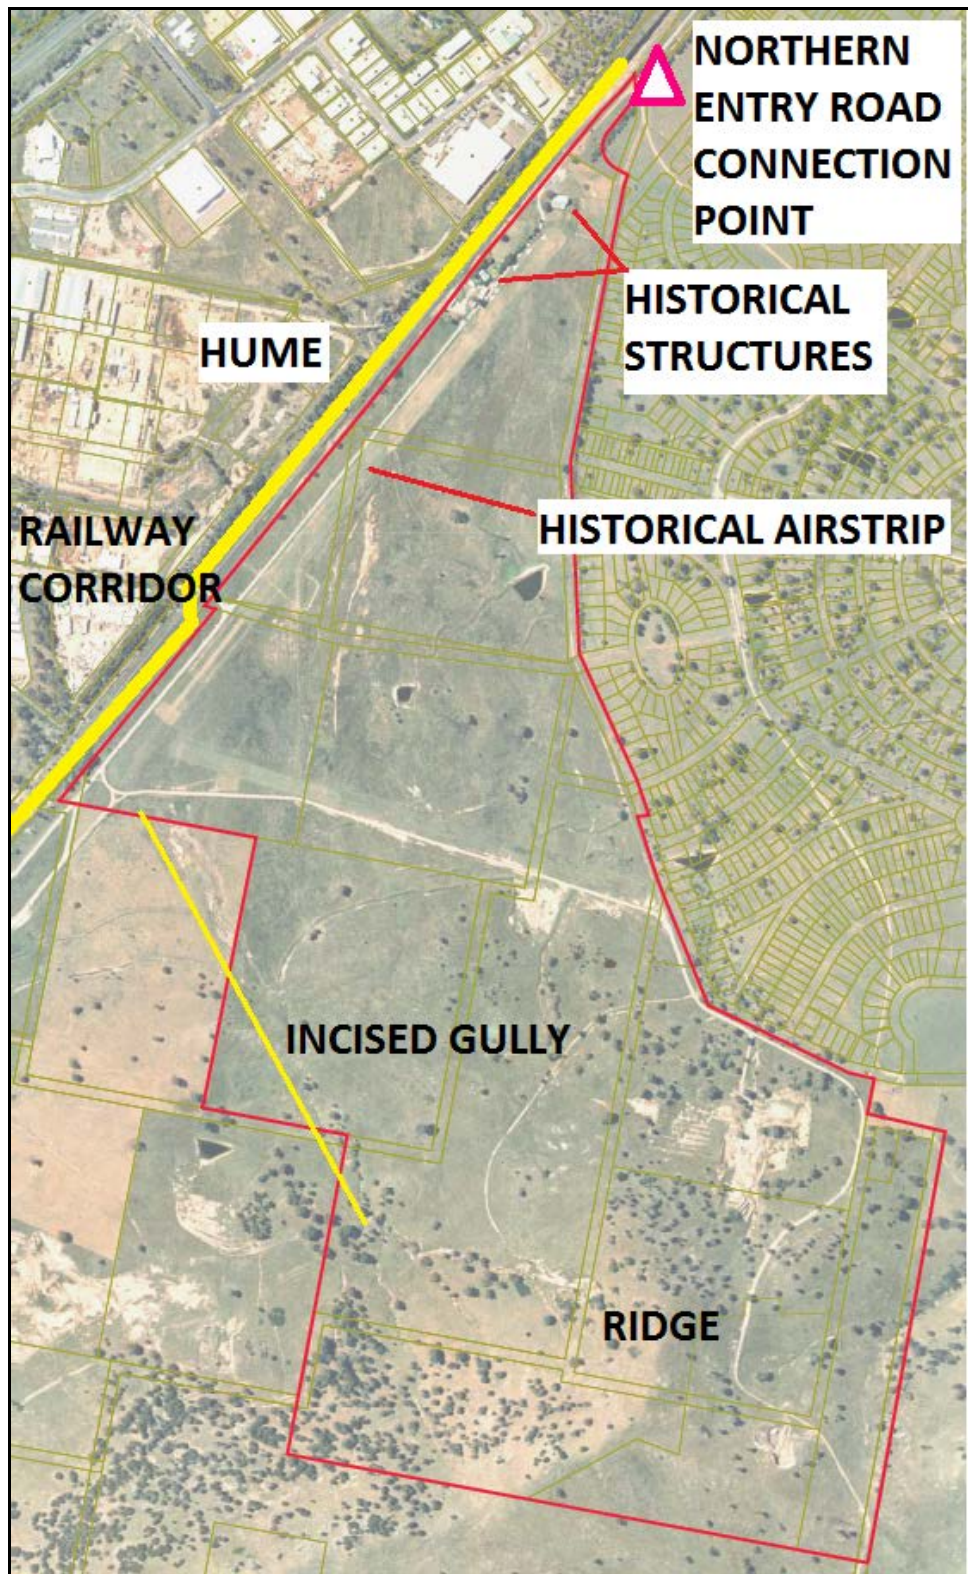 NORTHERN
ENTRY ROAD
CONNECTION
POINT
HISTORICAL
STRUCTURES
HUME
HISTORICAL AIRSTRIP
RAILWAY
CORRIDOR
INCISED GULLY
RIDGE